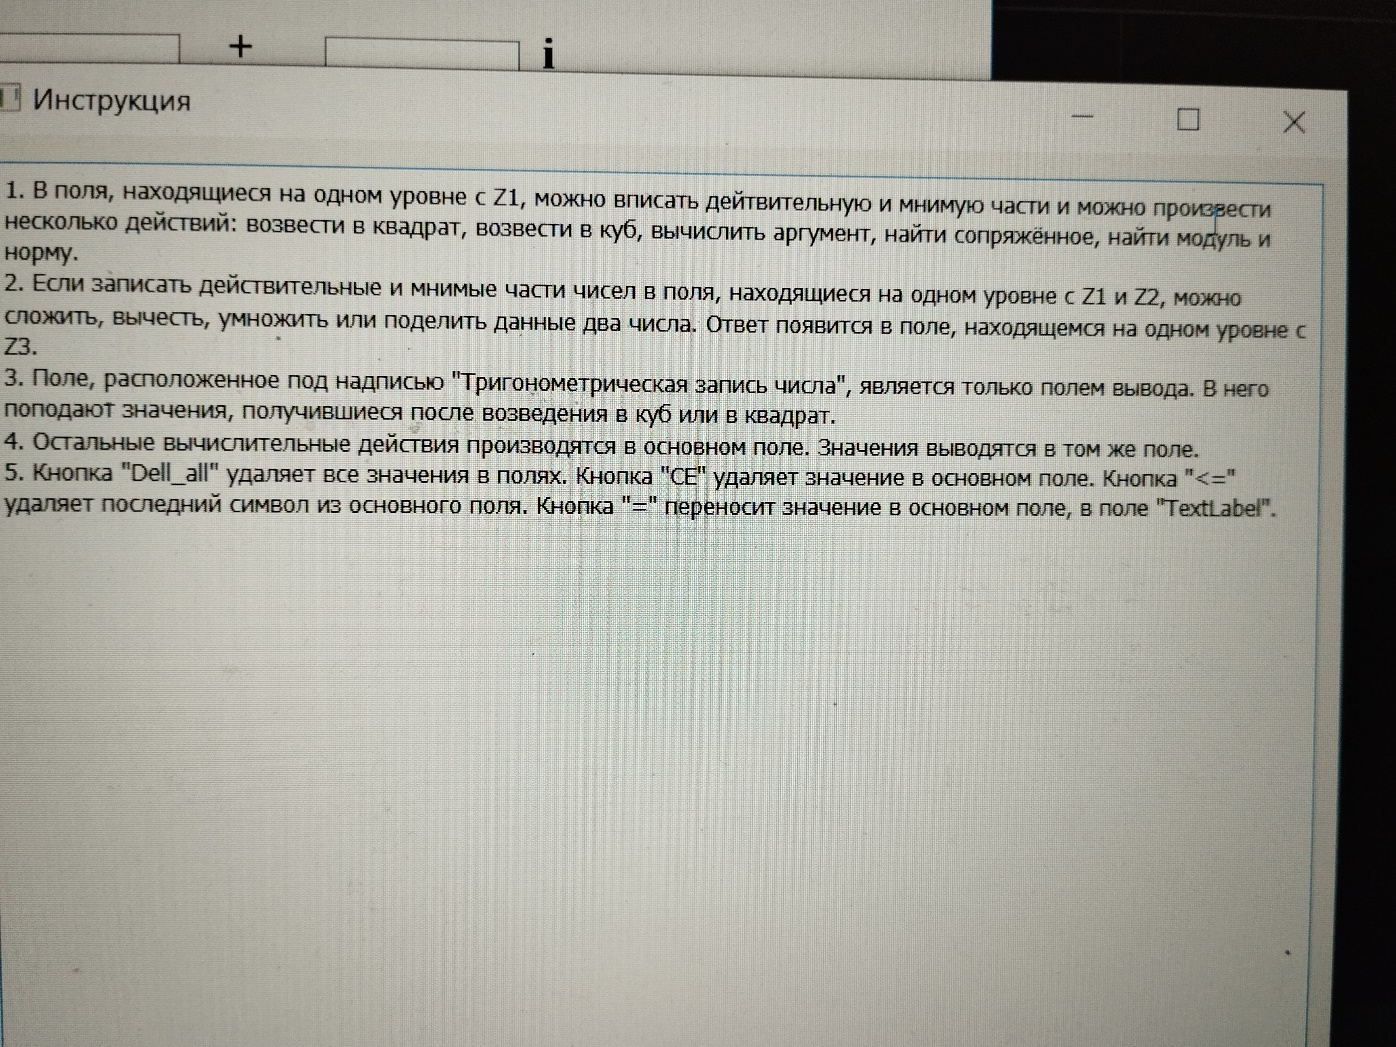 + i
Инструкция
1. В поля, находящиеся на одном уровне с Z1, можно вписать дейтвительную и мнимую части и можно произвести
несколько действий: возвести в квадрат, возвести в куб, вычислить аргумент, найти сопряжённое, найти модуль и
норму.
2. Если записать действительные и мнимые части чисел в поля, находящиеся на одном уровне с Z1 и Z2, можно
сложить, вычесть, умножить или поделить данные два числа. Ответ появится в поле, находящемся на одном уровне с
Z3.
3. Поле, расположенное под надписью "Тригонометрическая запись числа", является только полем вывода. В него
поподают значения, получившиеся после возведения в куб или в квадрат.
4. Остальные вычислительные действия производятся в основном поле. Значения выводятся в том же поле.
5. Кнопка "Dell_all" удаляет все значения в полях. Кнопка "CE" удаляет значение в основном поле. Кнопка "<="
удаляет последний символ из основного поля. Кнопка "=" переносит значение в основном поле, в поле "TextLabel".